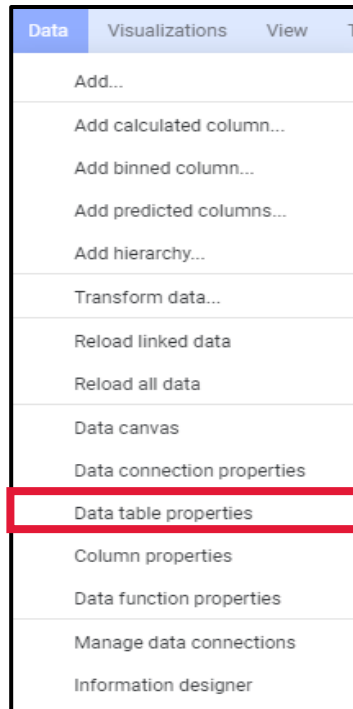 Data Visualizations View T
Add...
Add calculated column...
Add binned column...
Add predicted columns...
Add hierarchy...
Transform data...
Reload linked data
Reload all data
Data canvas
Data connection properties
Data table properties
Column properties
Data function properties
Manage data connections
Information designer